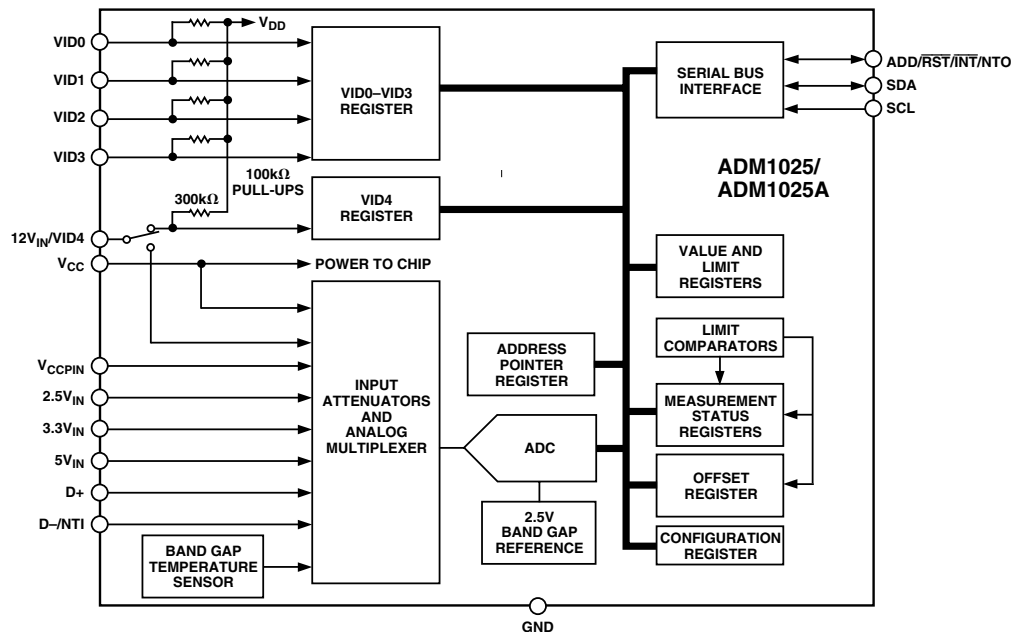 VID0
VID1
VID2
VID3
12VIN/VID4
VCC
VCCPIN
2.5VIN
3.3VIN
5VIN
D+
D–/NTI
VDD
100kΩ
PULL-UPS
300kΩ
VID0–VID3
REGISTER
VID4
REGISTER
POWER TO CHIP
INPUT
ATTENUATORS
AND
ANALOG
MULTIPLEXER
BAND GAP
TEMPERATURE
SENSOR
ADDRESS
POINTER
REGISTER
ADC
2.5V
BAND GAP
REFERENCE
SERIAL BUS
INTERFACE
ADM1025/
ADM1025A
VALUE AND
LIMIT
REGISTERS
LIMIT
COMPARATORS
MEASUREMENT
STATUS
REGISTERS
OFFSET
REGISTER
CONFIGURATION
REGISTER
ADD/RST/INT/NTO
SDA
SCL
GND